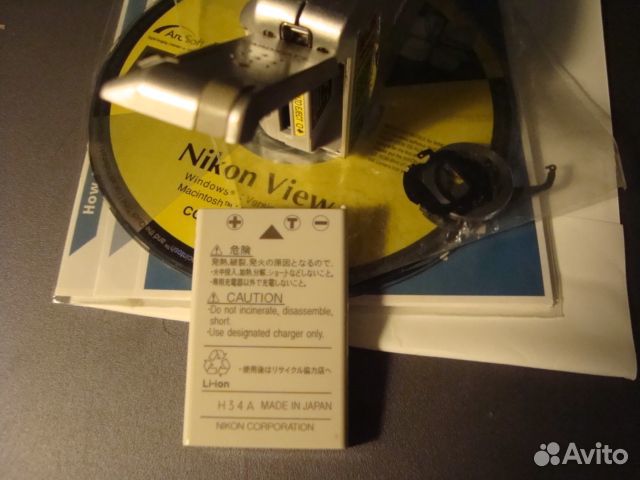 ArcSoft
Nikon View
Windows®
Macintosh™
How
+ T −
⚠ 危険
発熱、破裂、発火の原因となるので、
・火中投入、加熱、分解、ショートなどしないこと。
・専用充電器以外で充電しないこと。
⚠ CAUTION
・Do not incinerate, disassemble,
short.
・Use designated charger only.
・使用後はリサイクル協力店へ
Li-ion
H34A MADE IN JAPAN
NIKON CORPORATION
Avito